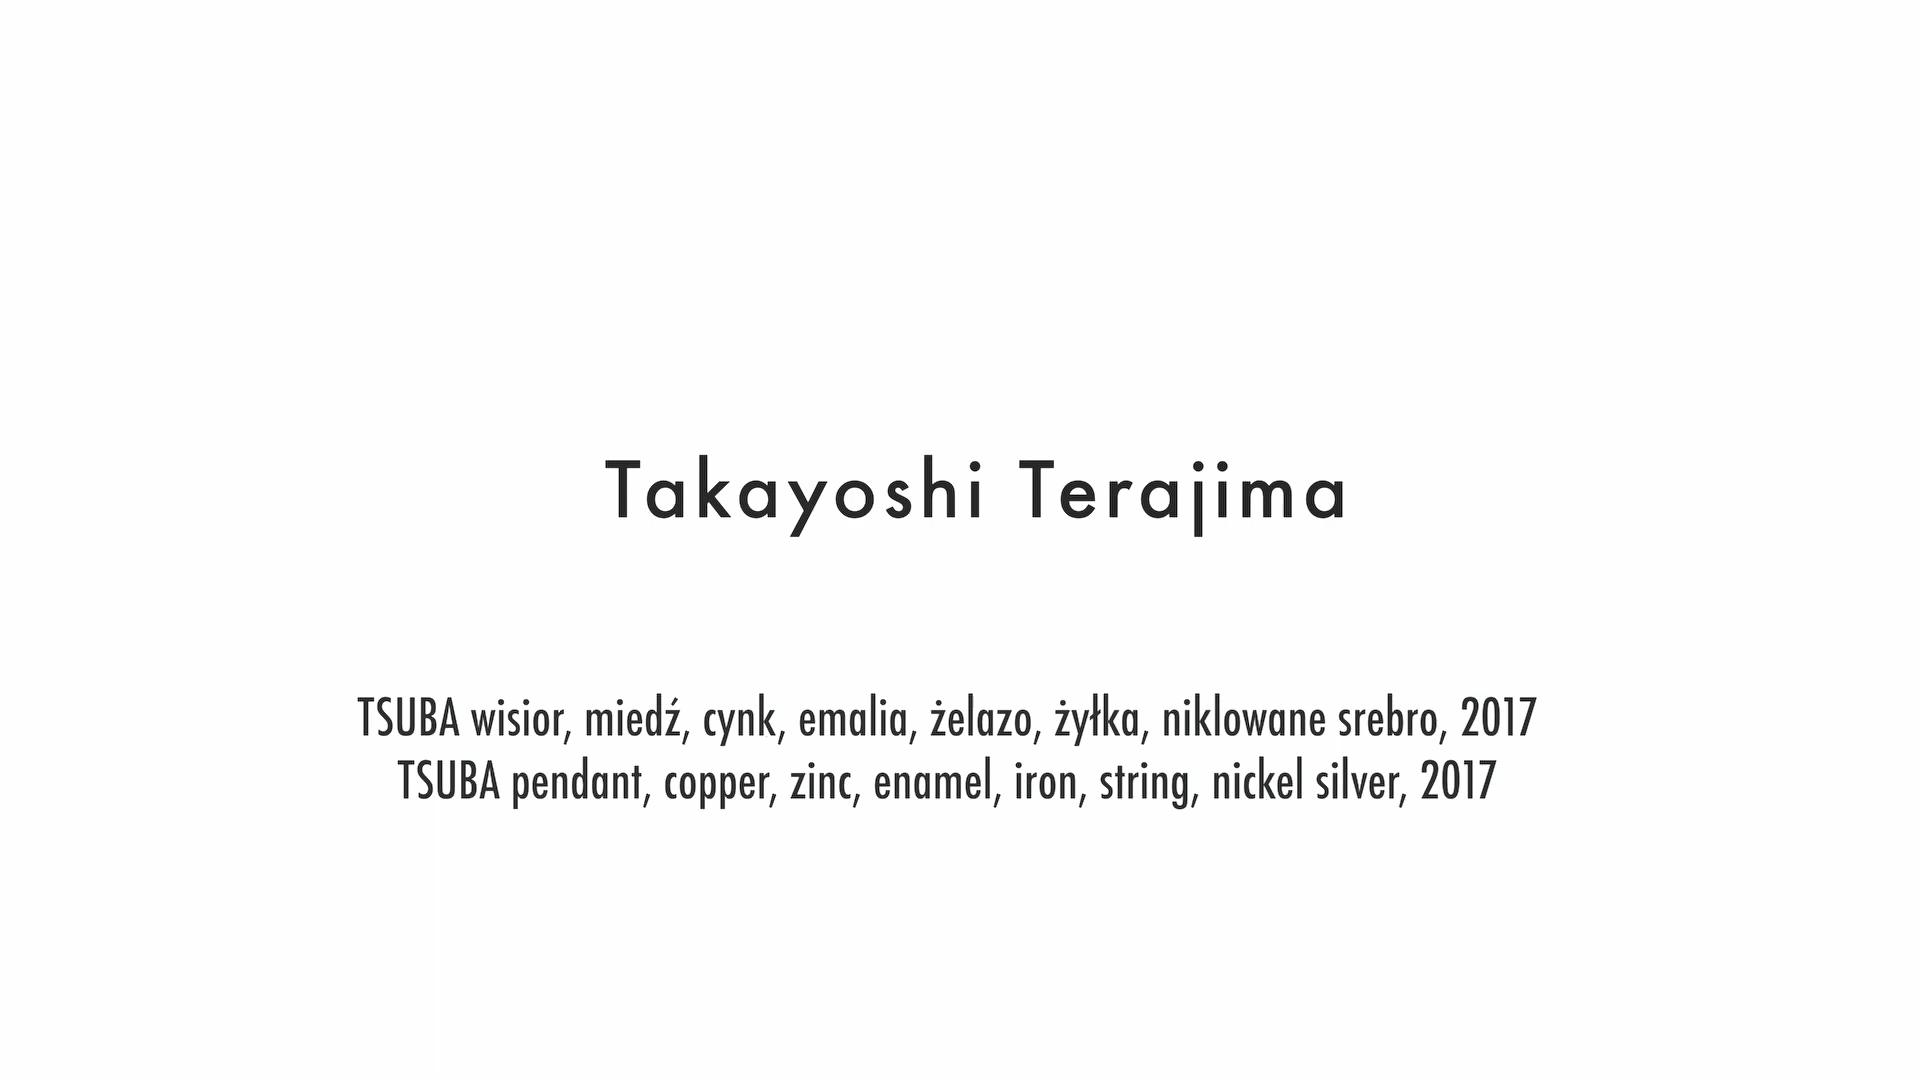 Takayoshi Terajima
TSUBA wisior, miedź, cynk, emalia, żelazo, żyłka, niklowane srebro, 2017
TSUBA pendant, copper, zinc, enamel, iron, string, nickel silver, 2017